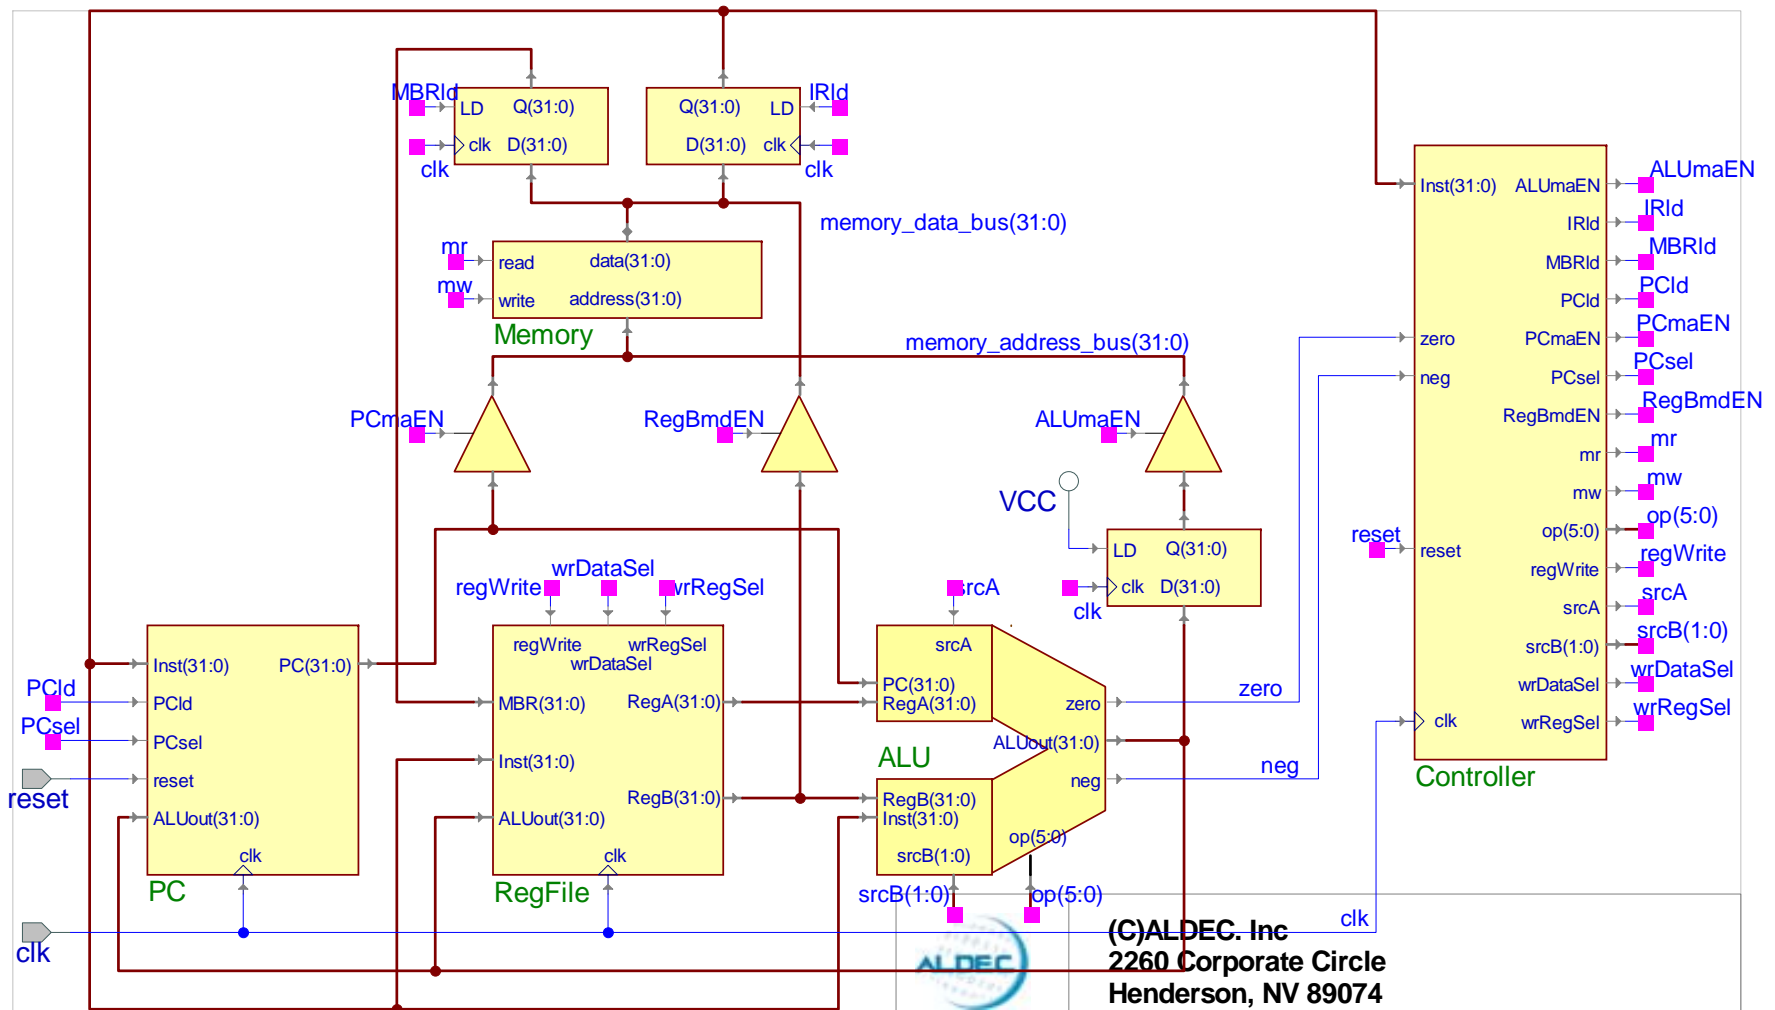 MBRld
LD
Q(31:0)
clk
D(31:0)
clk
IRld
Q(31:0)
LD
D(31:0)
clk
clk
memory_data_bus(31:0)
mr
read
data(31:0)
mw
write
address(31:0)
Memory
memory_address_bus(31:0)
PCmaEN
RegBmdEN
ALUmaEN
VCC
LD
Q(31:0)
clk
D(31:0)
clk
regWrite
wrDataSel
wrRegSel
srcA
Inst(31:0)
PC(31:0)
PCld
PCld
PCsel
PCsel
reset
reset
ALUout(31:0)
clk
PC
regWrite
wrRegSel
wrDataSel
MBR(31:0)
RegA(31:0)
Inst(31:0)
RegB(31:0)
ALUout(31:0)
clk
RegFile
srcA
PC(31:0)
RegA(31:0)
zero
ALUout(31:0)
neg
ALU
RegB(31:0)
Inst(31:0)
op(5:0)
srcB(1:0)
srcB(1:0)
op(5:0)
zero
neg
clk
clk
Inst(31:0)
zero
neg
reset
reset
clk
ALUmaEN
ALUmaEN
IRld
IRld
MBRld
MBRld
PCld
PCld
PCmaEN
PCmaEN
PCsel
PCsel
RegBmdEN
RegBmdEN
mr
mr
mw
mw
op(5:0)
op(5:0)
regWrite
regWrite
srcA
srcA
srcB(1:0)
srcB(1:0)
wrDataSel
wrDataSel
wrRegSel
wrRegSel
Controller
ALDEC
(C)ALDEC. Inc
2260 Corporate Circle
Henderson, NV 89074